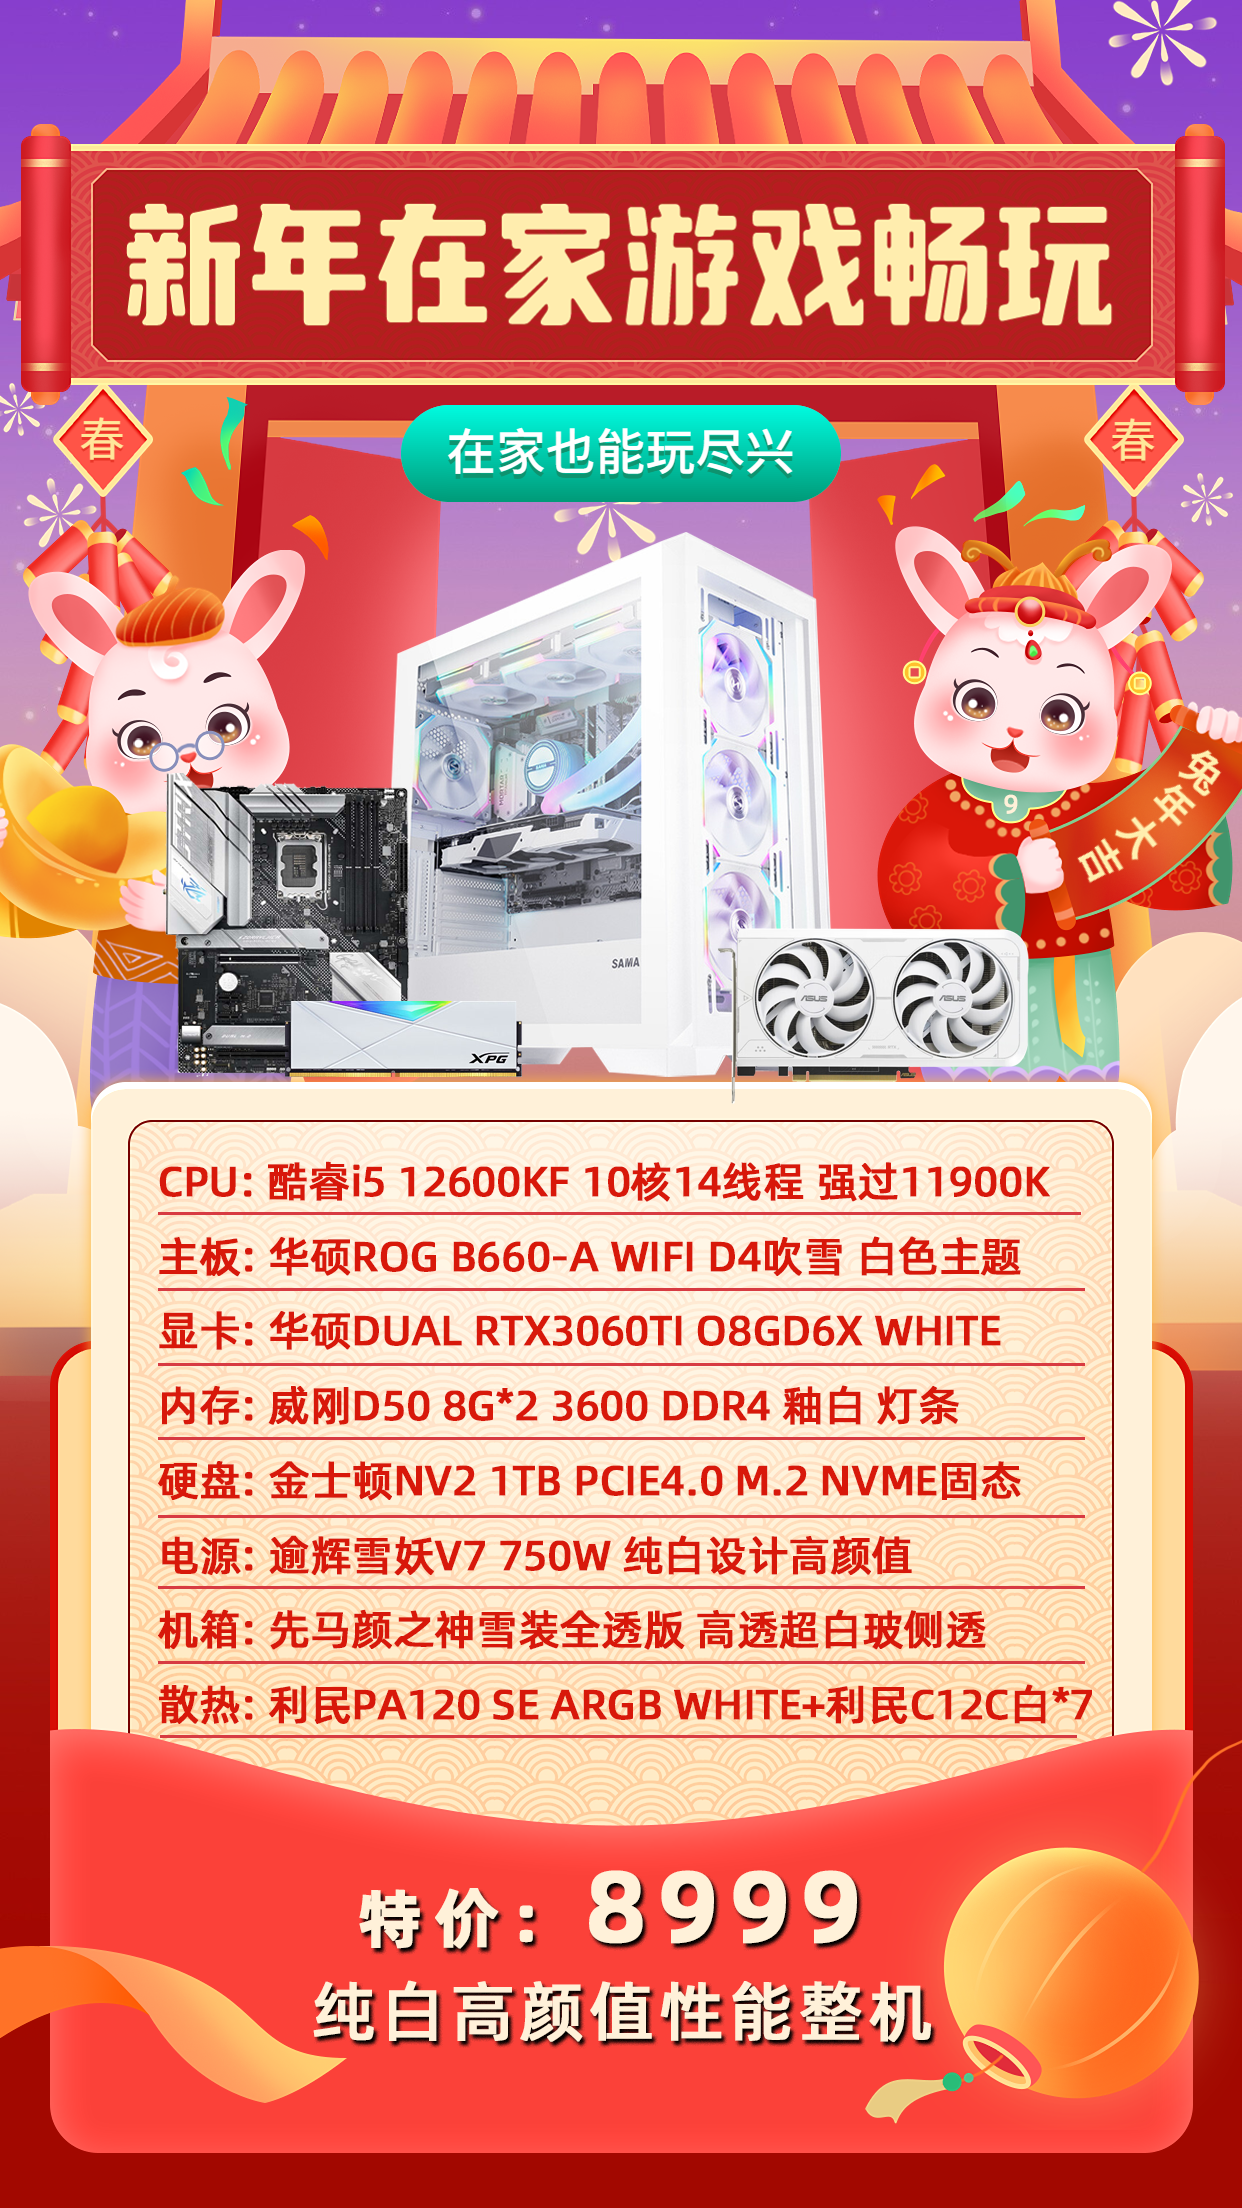 新年在家游戏畅玩
春
在家也能玩尽兴
春
兔年大吉
9
SAMA
XPG
ASUS
ASUS
CPU: 酷睿i5 12600KF 10核14线程 强过11900K
主板: 华硕ROG B660-A WIFI D4吹雪 白色主题
显卡: 华硕DUAL RTX3060TI O8GD6X WHITE
内存: 威刚D50 8G*2 3600 DDR4 釉白 灯条
硬盘: 金士顿NV2 1TB PCIE4.0 M.2 NVME固态
电源: 逾辉雪妖V7 750W 纯白设计高颜值
机箱: 先马颜之神雪装全透版 高透超白玻侧透
散热: 利民PA120 SE ARGB WHITE+利民C12C白*7
特价: 8999
纯白高颜值性能整机